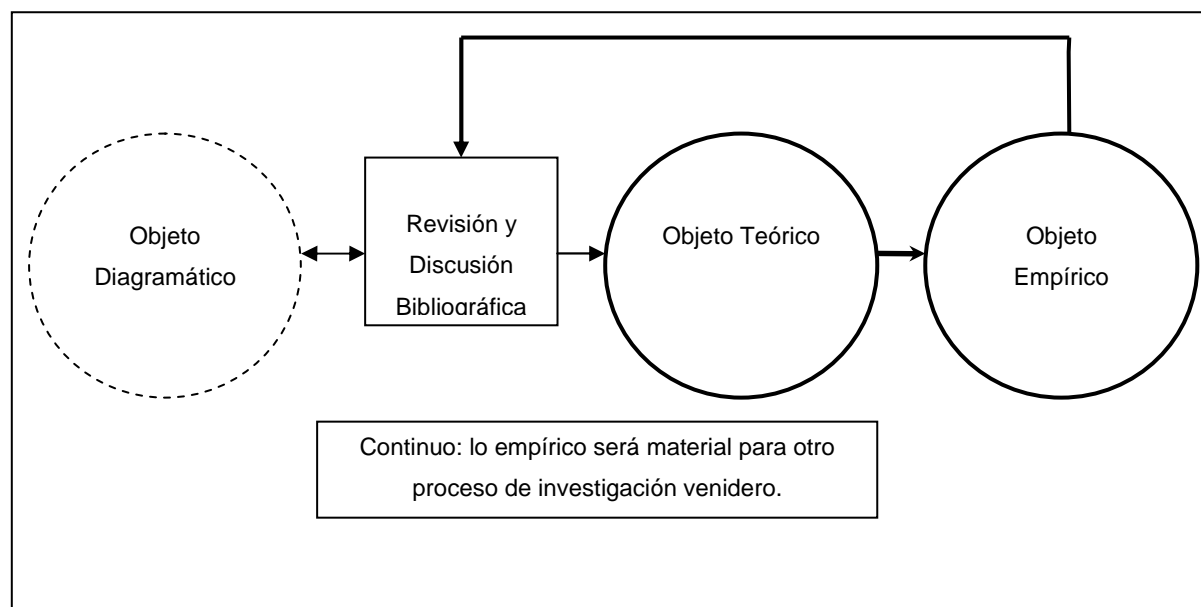 Objeto
Diagramático
Revisión y
Discusión
Bibliográfica
Objeto Teórico
Objeto
Empírico
Continuo: lo empírico será material para otro
proceso de investigación venidero.